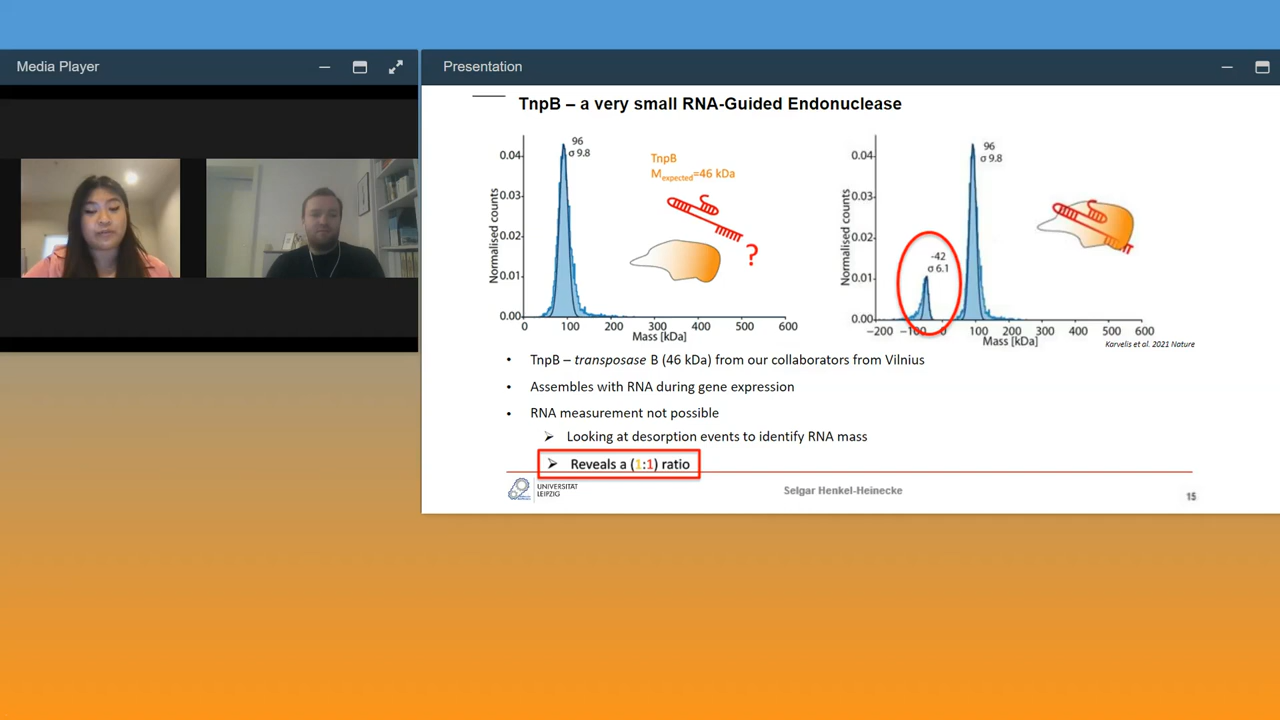 Media Player
Presentation
TnpB – a very small RNA-Guided Endonuclease
96
σ 9.8
TnpB
Mexpected=46 kDa
?
0.04
0.03
0.02
0.01
0.00
Normalised counts
0 100 200 300 400 500 600
Mass [kDa]
96
σ 9.8
-42
σ 6.1
0.04
0.03
0.02
0.01
0.00
Normalised counts
−200 −100 0 100 200 300 400 500 600
Mass [kDa]
Karvelis et al. 2021 Nature
• TnpB – transposase B (46 kDa) from our collaborators from Vilnius
• Assembles with RNA during gene expression
• RNA measurement not possible
➢ Looking at desorption events to identify RNA mass
➢ Reveals a (1:1) ratio
UNIVERSITÄT
LEIPZIG
Selgar Henkel-Heinecke
15